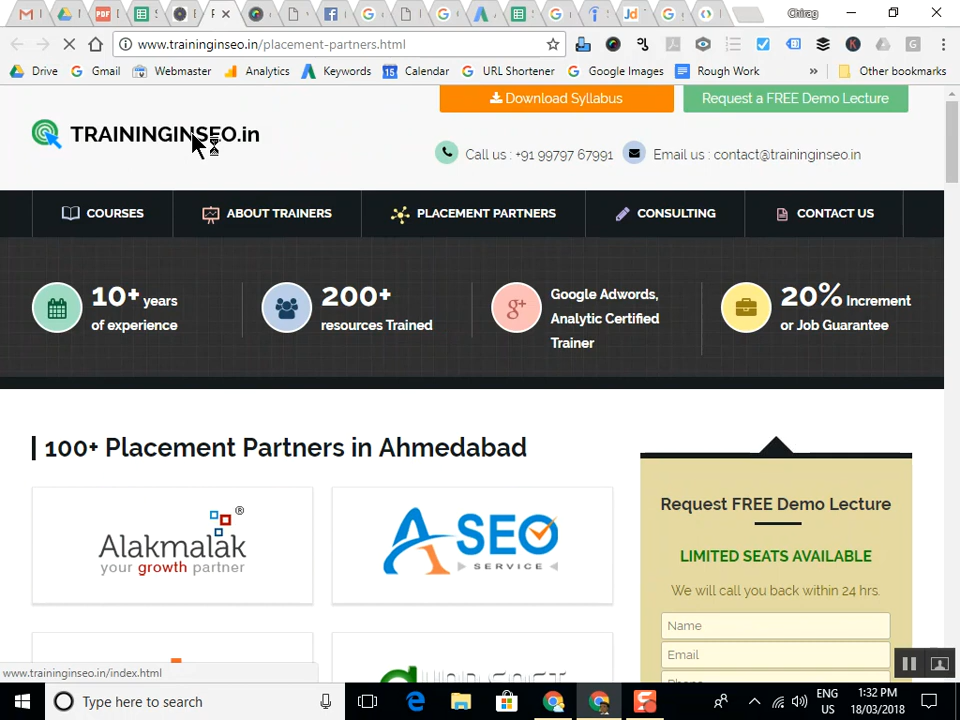 Chirag
www.traininginseo.in/placement-partners.html
Drive
Gmail
Webmaster
Analytics
Keywords
Calendar
URL Shortener
Google Images
Rough Work
»
Other bookmarks
Download Syllabus
Request a FREE Demo Lecture
TRAININGINSEO.in
Call us : +91 99797 67991
Email us : contact@traininginseo.in
COURSES
ABOUT TRAINERS
PLACEMENT PARTNERS
CONSULTING
CONTACT US
10+ years
of experience
200+
resources Trained
Google Adwords,
Analytic Certified
Trainer
20% Increment
or Job Guarantee
100+ Placement Partners in Ahmedabad
Alakmalak®
your growth partner
A SEO
SERVICE
Request FREE Demo Lecture
LIMITED SEATS AVAILABLE
We will call you back within 24 hrs.
Name
Email
www.traininginseo.in/index.html
Type here to search
ENG
US
1:32 PM
18/03/2018